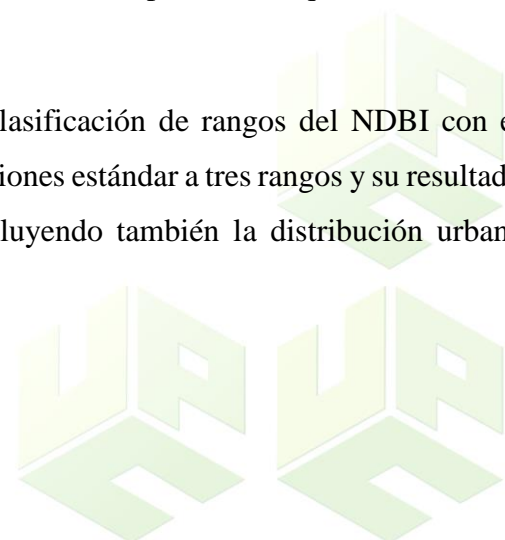 lasificación de rangos del NDBI con e
iones estándar a tres rangos y su resultad
luyendo también la distribución urban